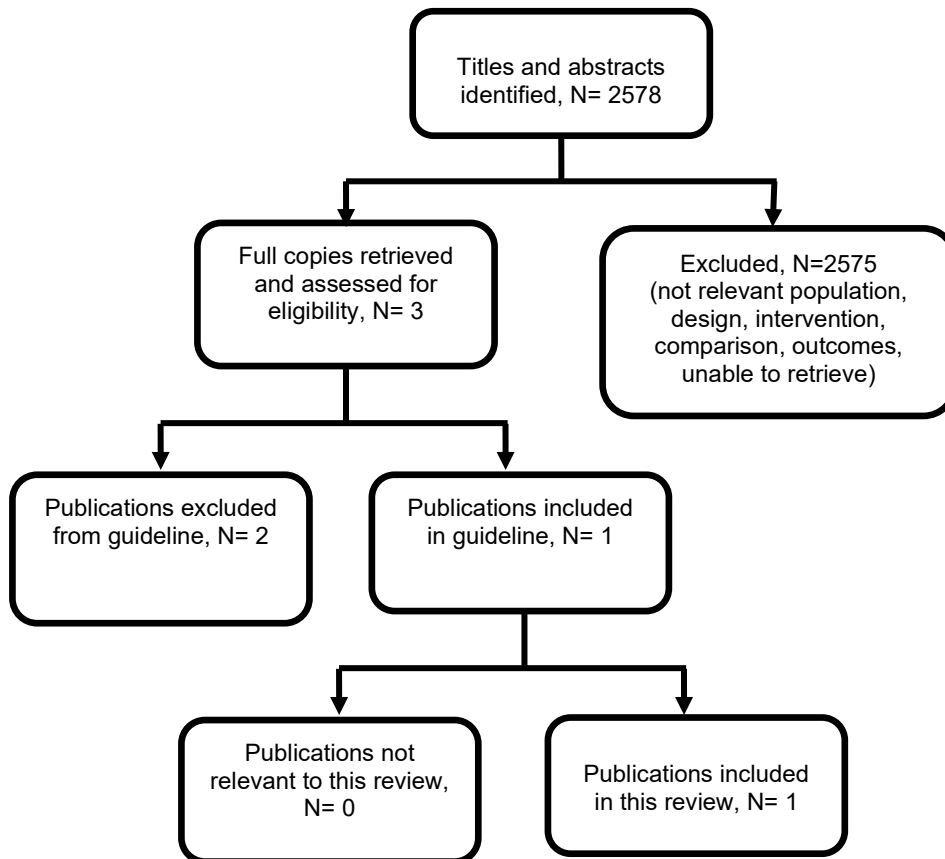 Titles and abstracts
identified, N= 2578
Full copies retrieved
and assessed for
eligibility, N= 3
Excluded, N=2575
(not relevant population,
design, intervention,
comparison, outcomes,
unable to retrieve)
Publications excluded
from guideline, N= 2
Publications included
in guideline, N= 1
Publications not
relevant to this review,
N= 0
Publications included
in this review, N= 1